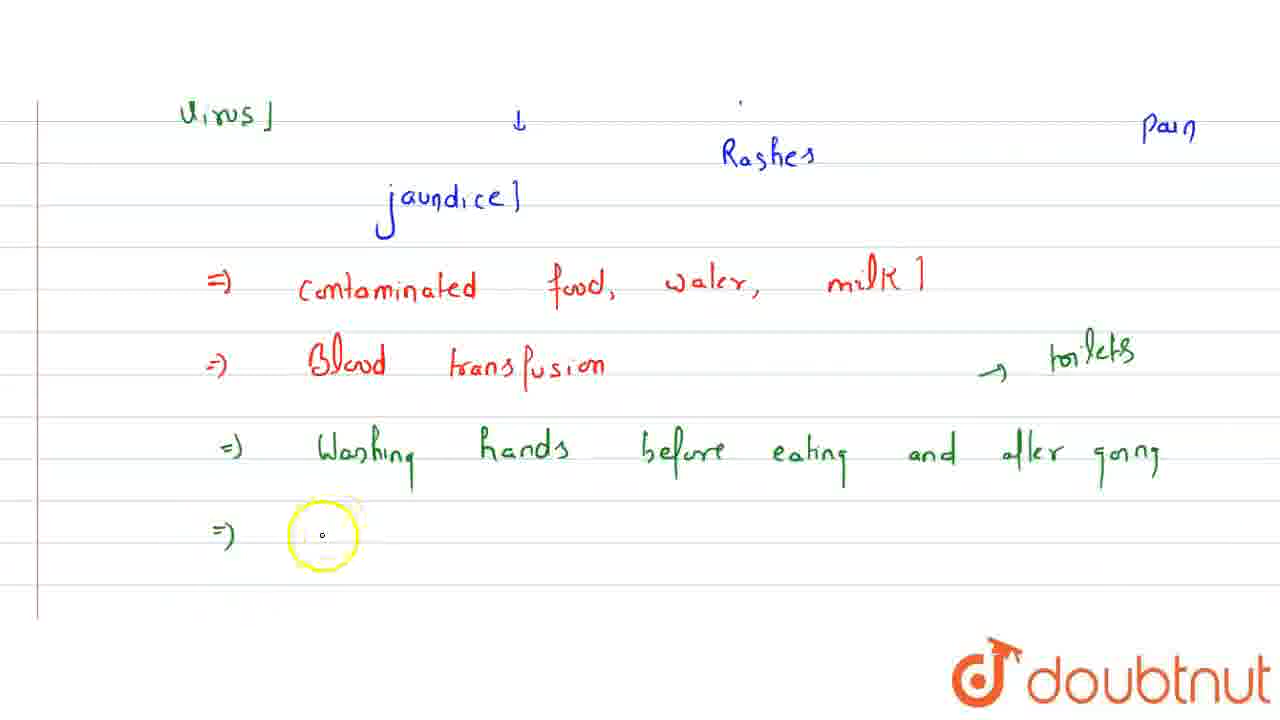 Virus]
↓
Rashes
pain
jaundice]
=) contaminated food, water, milk]
=) Blood transfusion
→ toilets
=) Washing hands before eating and after going
=)
doubtnut